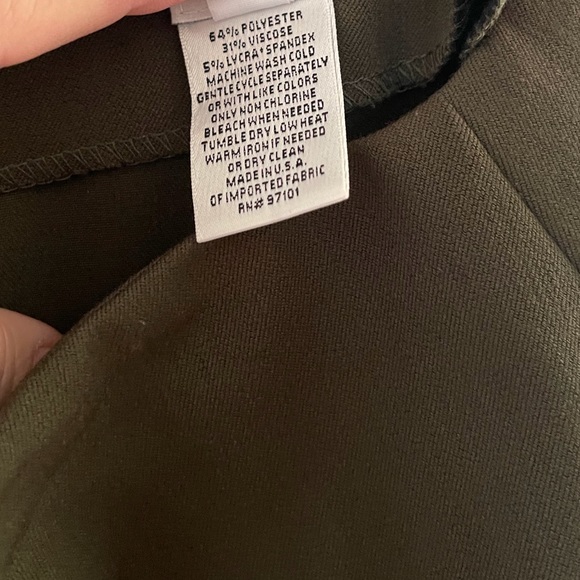 64% POLYESTER
31% VISCOSE
5% LYCRA® SPANDEX
MACHINE WASH COLD
GENTLE CYCLE SEPARATELY
OR WITH LIKE COLORS
ONLY NON CHLORINE
BLEACH WHEN NEEDED
TUMBLE DRY LOW HEAT
WARM IRON IF NEEDED
OR DRY CLEAN
MADE IN U.S.A.
OF IMPORTED FABRIC
RN# 97101